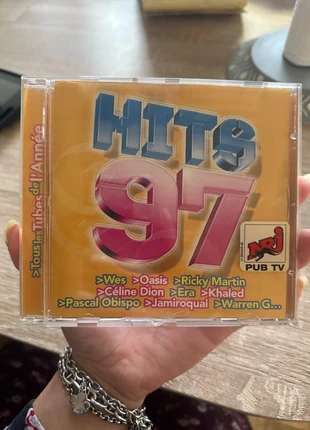 >Tous les Tubes de l'Année
HITS
97
NRJ
PUB TV
>Wes >Oasis >Ricky Martin
>Céline Dion >Era >Khaled
>Pascal Obispo >Jamiroquai >Warren G...